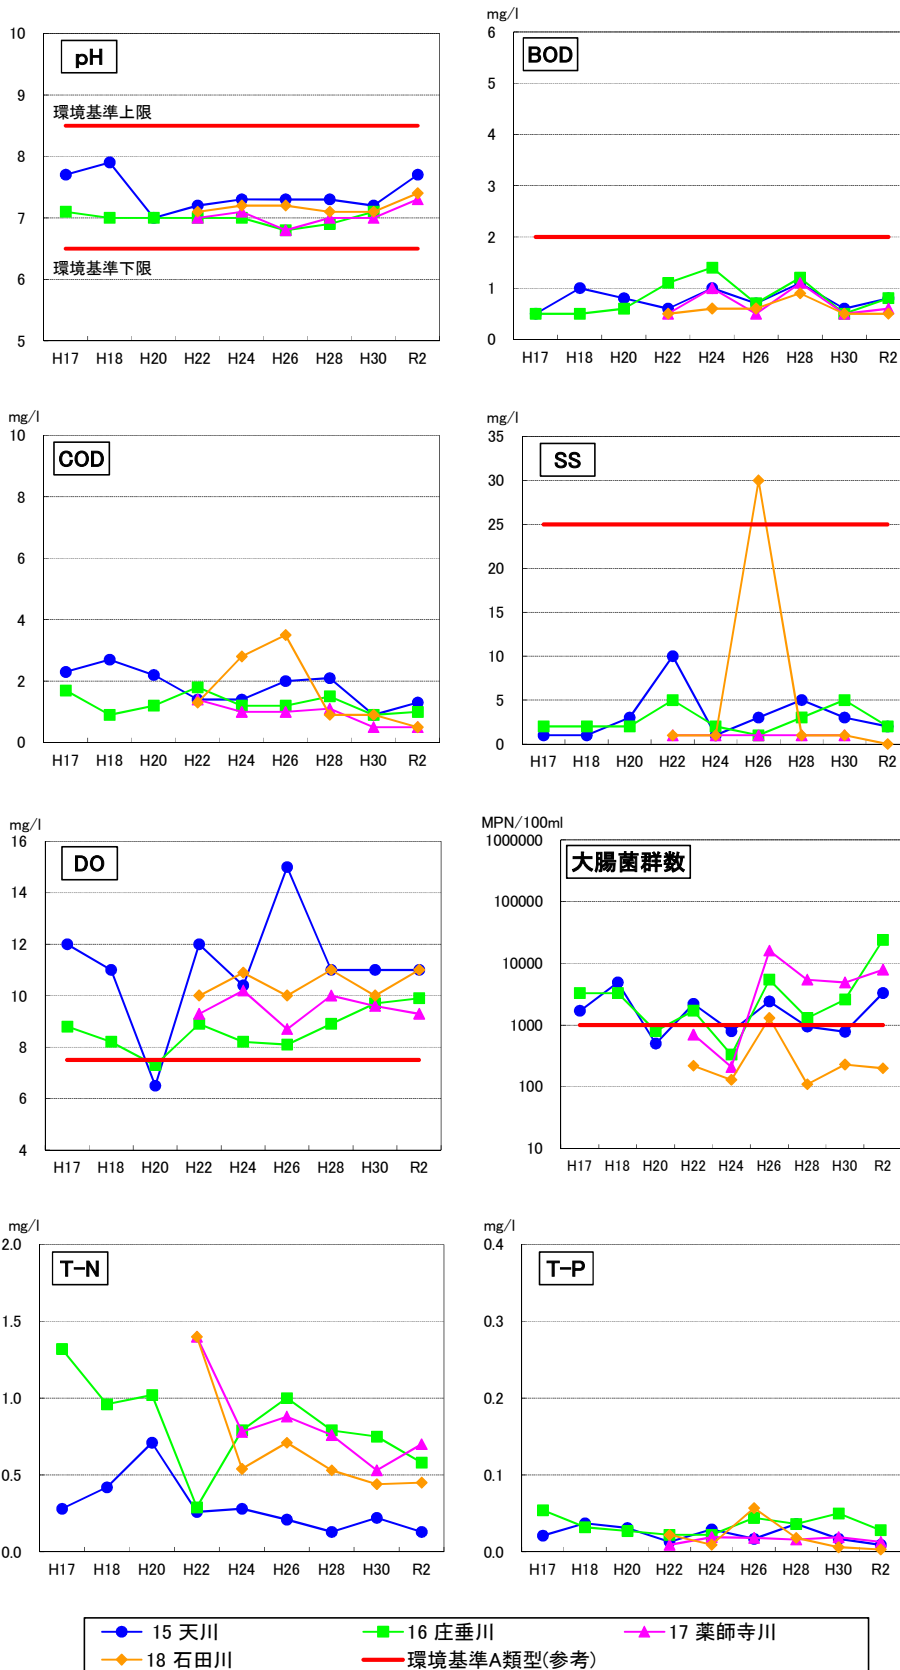 pH
10
9
8
7
6
5
環境基準上限
環境基準下限
H17 H18 H20 H22 H24 H26 H28 H30 R2
mg/l
BOD
6
5
4
3
2
1
0
H17 H18 H20 H22 H24 H26 H28 H30 R2
mg/l
COD
10
8
6
4
2
0
H17 H18 H20 H22 H24 H26 H28 H30 R2
mg/l
SS
35
30
25
20
15
10
5
0
H17 H18 H20 H22 H24 H26 H28 H30 R2
mg/l
DO
16
14
12
10
8
6
4
H17 H18 H20 H22 H24 H26 H28 H30 R2
MPN/100ml
大腸菌群数
1000000
100000
10000
1000
100
10
H17 H18 H20 H22 H24 H26 H28 H30 R2
mg/l
T-N
2.0
1.5
1.0
0.5
0.0
H17 H18 H20 H22 H24 H26 H28 H30 R2
mg/l
T-P
0.4
0.3
0.2
0.1
0.0
H17 H18 H20 H22 H24 H26 H28 H30 R2
15 天川 16 庄垂川 17 薬師寺川
18 石田川 環境基準A類型(参考)